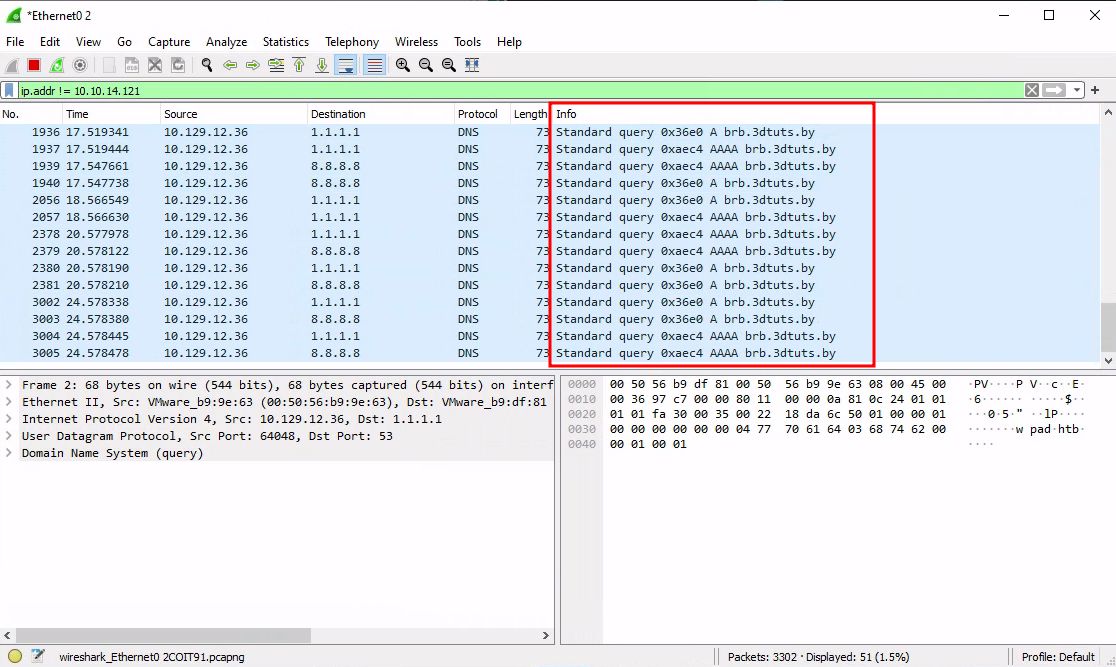 *Ethernet0 2
File Edit View Go Capture Analyze Statistics Telephony Wireless Tools Help
ip.addr != 10.10.14.121
No. Time Source Destination Protocol Length Info
1936 17.519341 10.129.12.36 1.1.1.1 DNS 73 Standard query 0x36e0 A brb.3dtuts.by
1937 17.519444 10.129.12.36 1.1.1.1 DNS 73 Standard query 0xaec4 AAAA brb.3dtuts.by
1939 17.547661 10.129.12.36 8.8.8.8 DNS 73 Standard query 0xaec4 AAAA brb.3dtuts.by
1940 17.547738 10.129.12.36 8.8.8.8 DNS 73 Standard query 0x36e0 A brb.3dtuts.by
2056 18.566549 10.129.12.36 1.1.1.1 DNS 73 Standard query 0x36e0 A brb.3dtuts.by
2057 18.566630 10.129.12.36 1.1.1.1 DNS 73 Standard query 0xaec4 AAAA brb.3dtuts.by
2378 20.577978 10.129.12.36 1.1.1.1 DNS 73 Standard query 0xaec4 AAAA brb.3dtuts.by
2379 20.578122 10.129.12.36 8.8.8.8 DNS 73 Standard query 0xaec4 AAAA brb.3dtuts.by
2380 20.578190 10.129.12.36 1.1.1.1 DNS 73 Standard query 0x36e0 A brb.3dtuts.by
2381 20.578210 10.129.12.36 8.8.8.8 DNS 73 Standard query 0x36e0 A brb.3dtuts.by
3002 24.578338 10.129.12.36 1.1.1.1 DNS 73 Standard query 0x36e0 A brb.3dtuts.by
3003 24.578380 10.129.12.36 8.8.8.8 DNS 73 Standard query 0x36e0 A brb.3dtuts.by
3004 24.578445 10.129.12.36 1.1.1.1 DNS 73 Standard query 0xaec4 AAAA brb.3dtuts.by
3005 24.578478 10.129.12.36 8.8.8.8 DNS 73 Standard query 0xaec4 AAAA brb.3dtuts.by
Frame 2: 68 bytes on wire (544 bits), 68 bytes captured (544 bits) on interf
Ethernet II, Src: VMware_b9:9e:63 (00:50:56:b9:9e:63), Dst: VMware_b9:df:81
Internet Protocol Version 4, Src: 10.129.12.36, Dst: 1.1.1.1
User Datagram Protocol, Src Port: 64048, Dst Port: 53
Domain Name System (query)
0000 00 50 56 b9 df 81 00 50 56 b9 9e 63 08 00 45 00 ·PV····P V··c··E·
0010 00 36 97 c7 00 00 80 11 00 00 0a 81 0c 24 01 01 ·6······ ·····$··
0020 01 01 fa 30 00 35 00 22 18 da 6c 50 01 00 00 01 ···0·5·" ··lP····
0030 00 00 00 00 00 00 04 77 70 61 64 03 68 74 62 00 ·······w pad·htb·
0040 00 01 00 01 ····
wireshark_Ethernet0 2COIT91.pcapng Packets: 3302 · Displayed: 51 (1.5%) Profile: Default